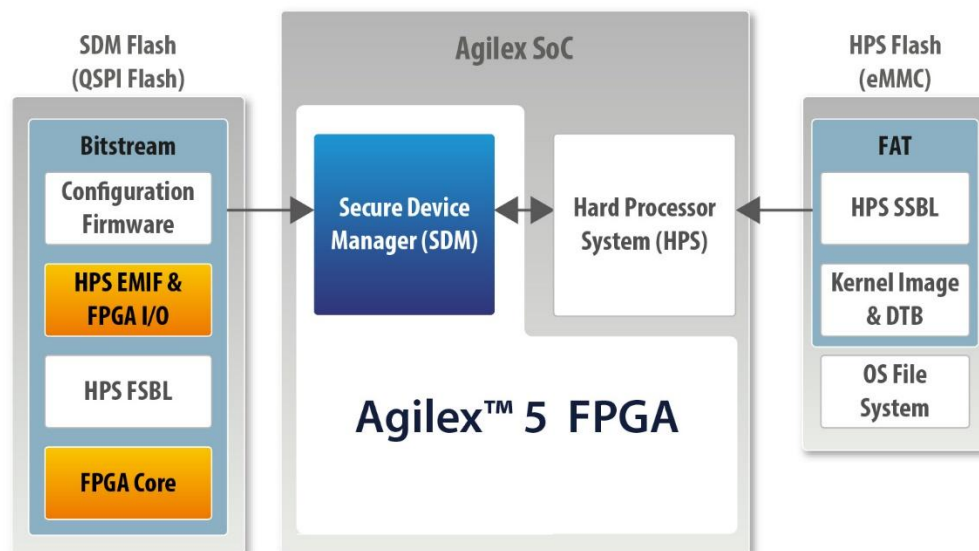 SDM Flash
(QSPI Flash)
Bitstream
Configuration
Firmware
HPS EMIF &
FPGA I/O
HPS FSBL
FPGA Core
Agilex SoC
Secure Device
Manager (SDM)
Hard Processor
System (HPS)
Agilex™ 5 FPGA
HPS Flash
(eMMC)
FAT
HPS SSBL
Kernel Image
& DTB
OS File
System